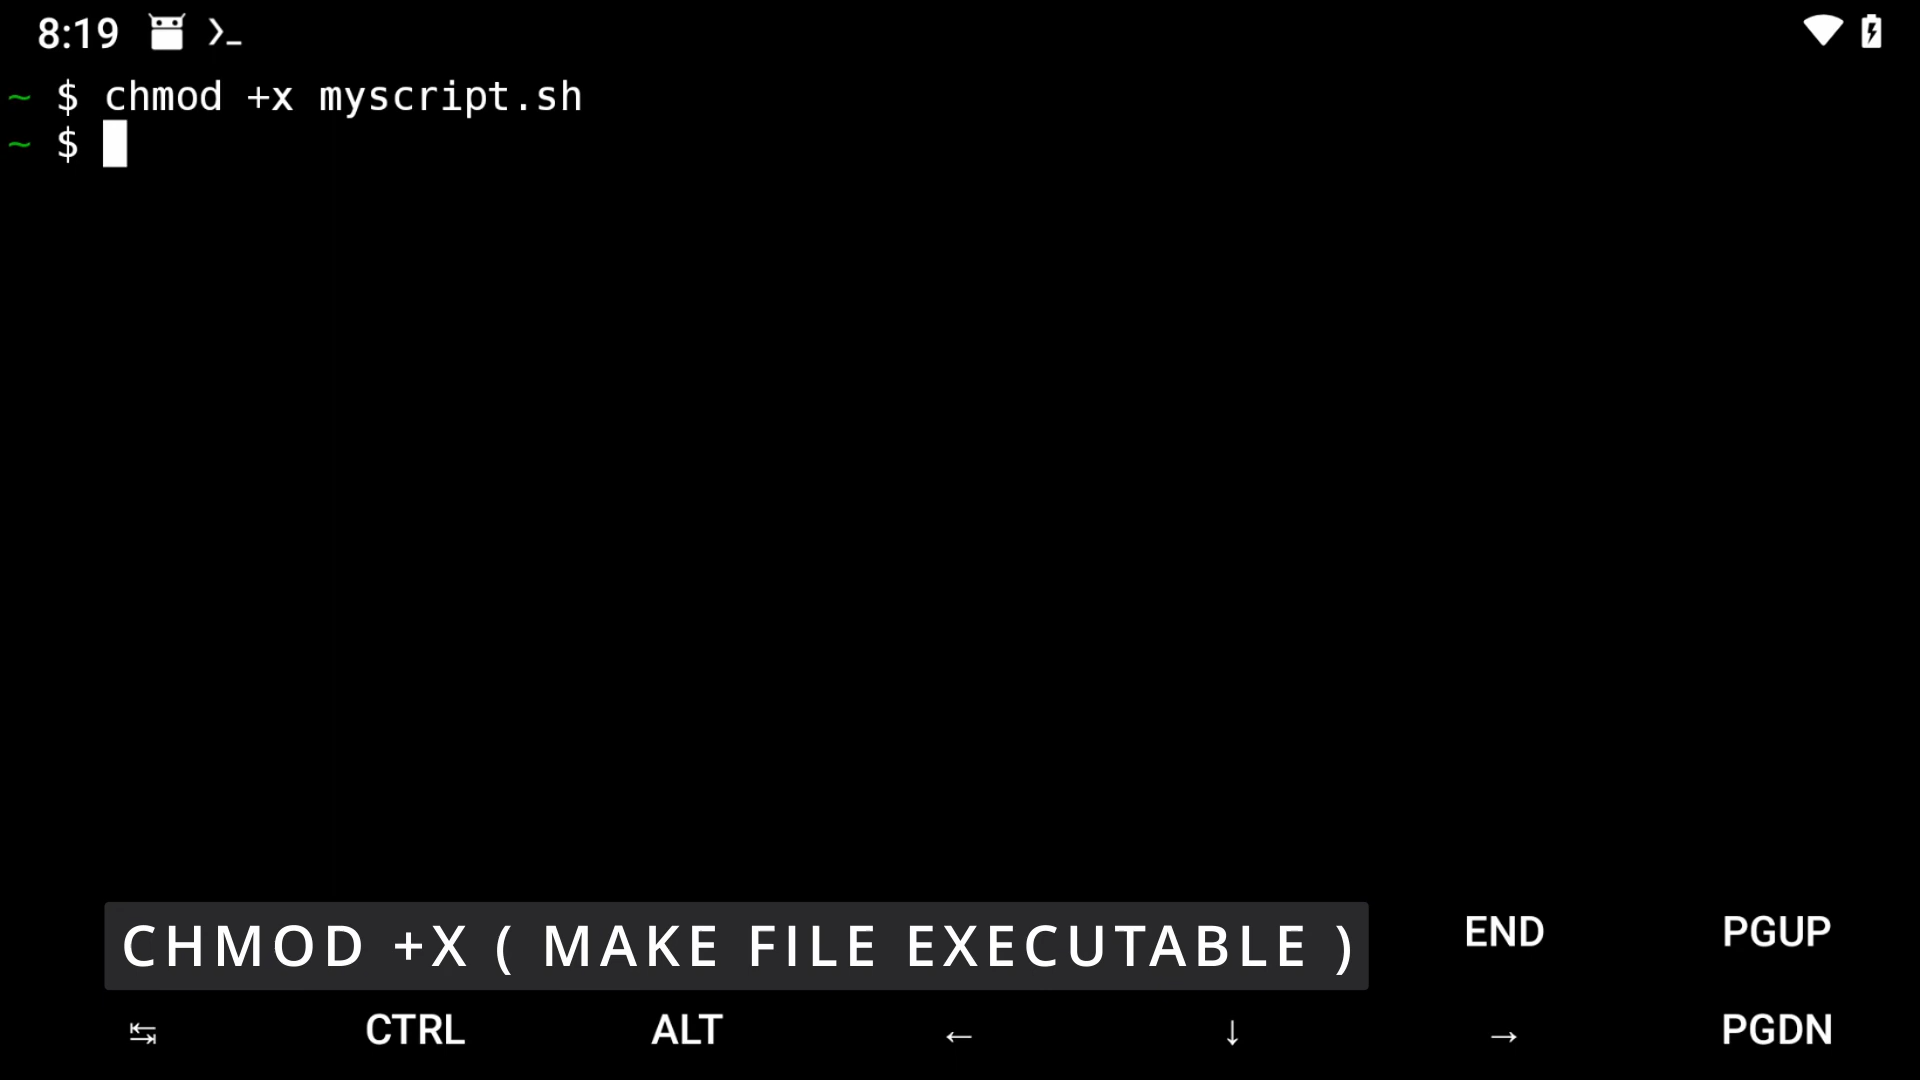 8:19
~ $ chmod +x myscript.sh
~ $
CHMOD +X ( MAKE FILE EXECUTABLE )
END PGUP
↹ CTRL ALT ← ↓ → PGDN